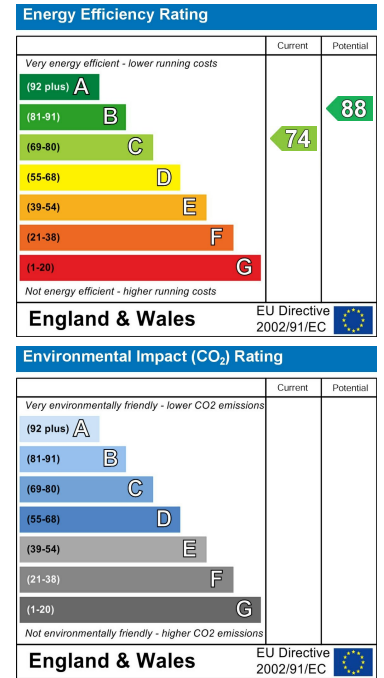 Energy Efficiency Rating
Current Potential
Very energy efficient - lower running costs
(92 plus) A
(81-91) B
88
(69-80) C
74
(55-68) D
(39-54) E
(21-38) F
(1-20) G
Not energy efficient - higher running costs
England & Wales
EU Directive
2002/91/EC
Environmental Impact (CO₂) Rating
Current Potential
Very environmentally friendly - lower CO2 emissions
(92 plus) A
(81-91) B
(69-80) C
(55-68) D
(39-54) E
(21-38) F
(1-20) G
Not environmentally friendly - higher CO2 emissions
England & Wales
EU Directive
2002/91/EC